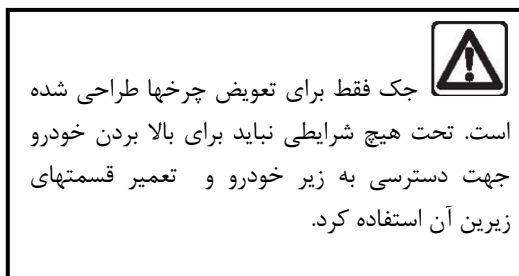 جک فقط برای تعویض چرخها طراحی شده
است. تحت هیچ شرایطی نباید برای بالا بردن خودرو
جهت دسترسی به زیر خودرو و تعمیر قسمتهای
زیرین آن استفاده کرد.